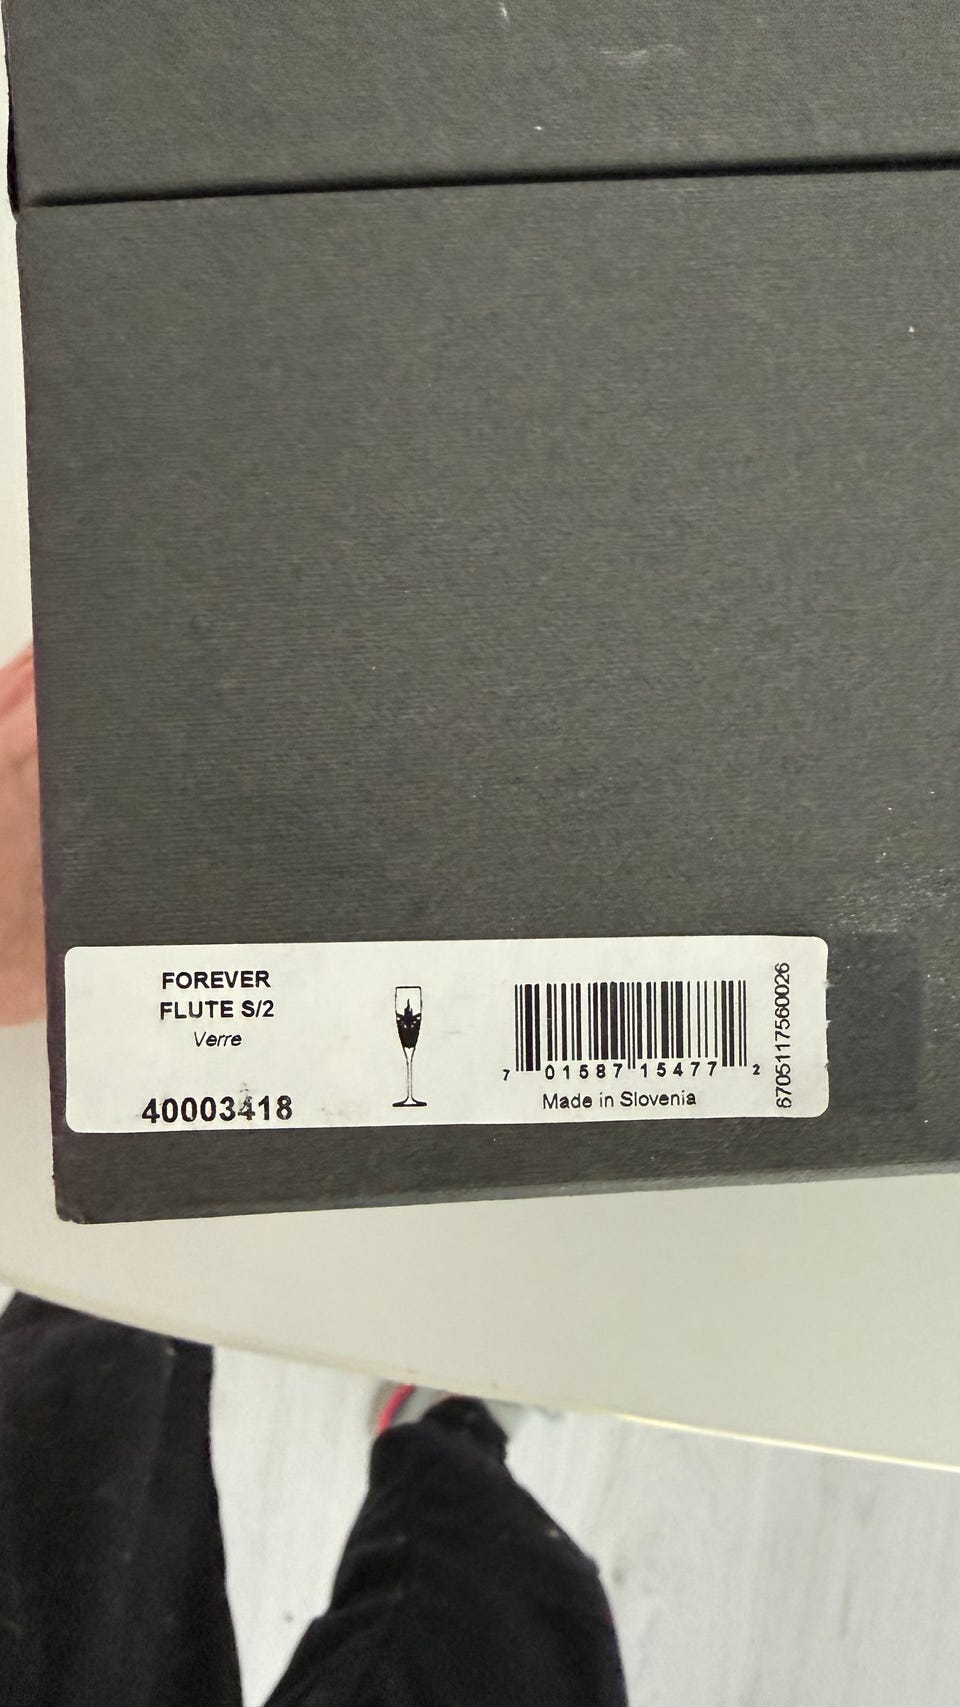 FOREVER
FLUTE S/2
Verre
40003418
7 01587 15477 2
Made in Slovenia
6705117560026